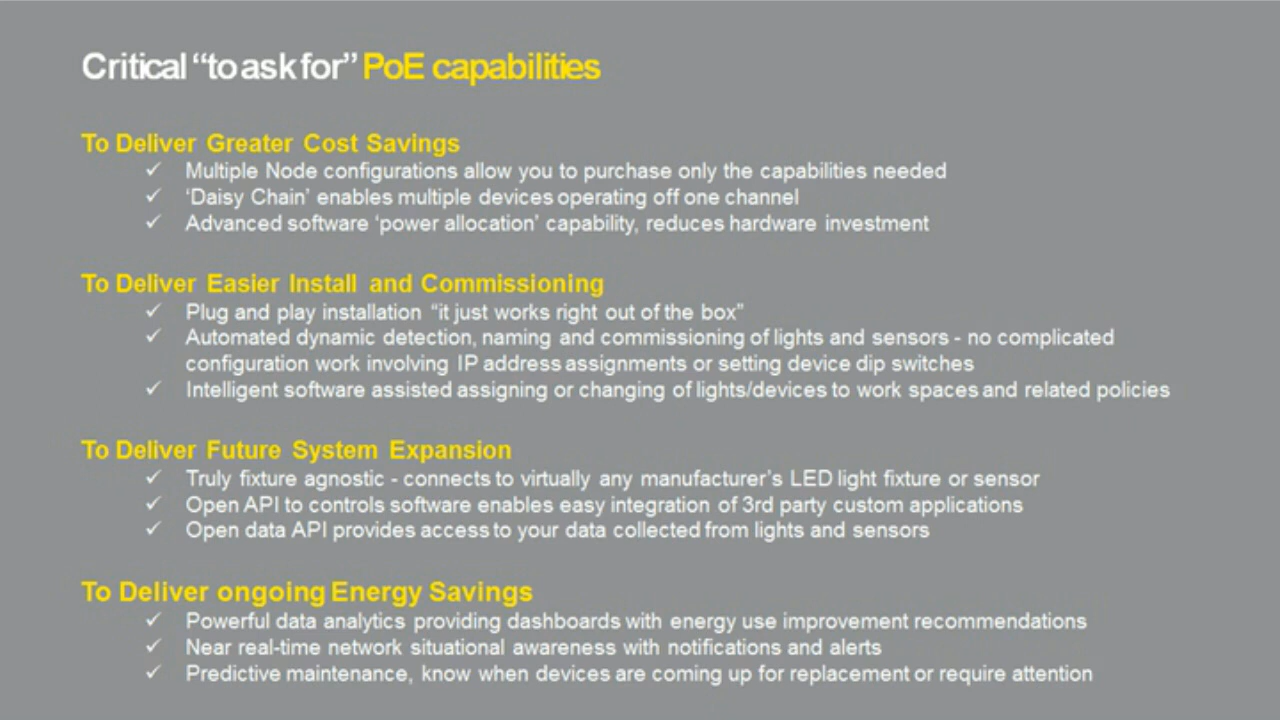 Critical “to ask for” PoE capabilities
To Deliver Greater Cost Savings
✓ Multiple Node configurations allow you to purchase only the capabilities needed
✓ ‘Daisy Chain’ enables multiple devices operating off one channel
✓ Advanced software ‘power allocation’ capability, reduces hardware investment
To Deliver Easier Install and Commissioning
✓ Plug and play installation “it just works right out of the box”
✓ Automated dynamic detection, naming and commissioning of lights and sensors - no complicated
configuration work involving IP address assignments or setting device dip switches
✓ Intelligent software assisted assigning or changing of lights/devices to work spaces and related policies
To Deliver Future System Expansion
✓ Truly fixture agnostic - connects to virtually any manufacturer’s LED light fixture or sensor
✓ Open API to controls software enables easy integration of 3rd party custom applications
✓ Open data API provides access to your data collected from lights and sensors
To Deliver ongoing Energy Savings
✓ Powerful data analytics providing dashboards with energy use improvement recommendations
✓ Near real-time network situational awareness with notifications and alerts
✓ Predictive maintenance, know when devices are coming up for replacement or require attention